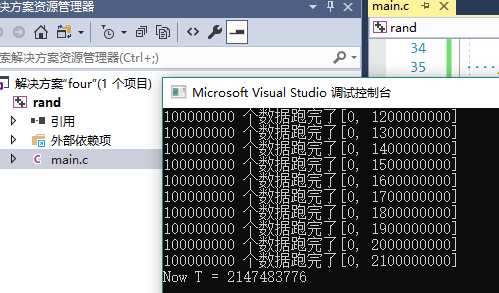 决方案资源管理器
main.c
rand
索解决方案资源管理器(Ctrl+;)
34
35
解决方案"four"(1 个项目)
rand
引用
外部依赖项
main.c
Microsoft Visual Studio 调试控制台
100000000 个数据跑完了[0, 1200000000]
100000000 个数据跑完了[0, 1300000000]
100000000 个数据跑完了[0, 1400000000]
100000000 个数据跑完了[0, 1500000000]
100000000 个数据跑完了[0, 1600000000]
100000000 个数据跑完了[0, 1700000000]
100000000 个数据跑完了[0, 1800000000]
100000000 个数据跑完了[0, 1900000000]
100000000 个数据跑完了[0, 2000000000]
100000000 个数据跑完了[0, 2100000000]
Now T = 2147483776